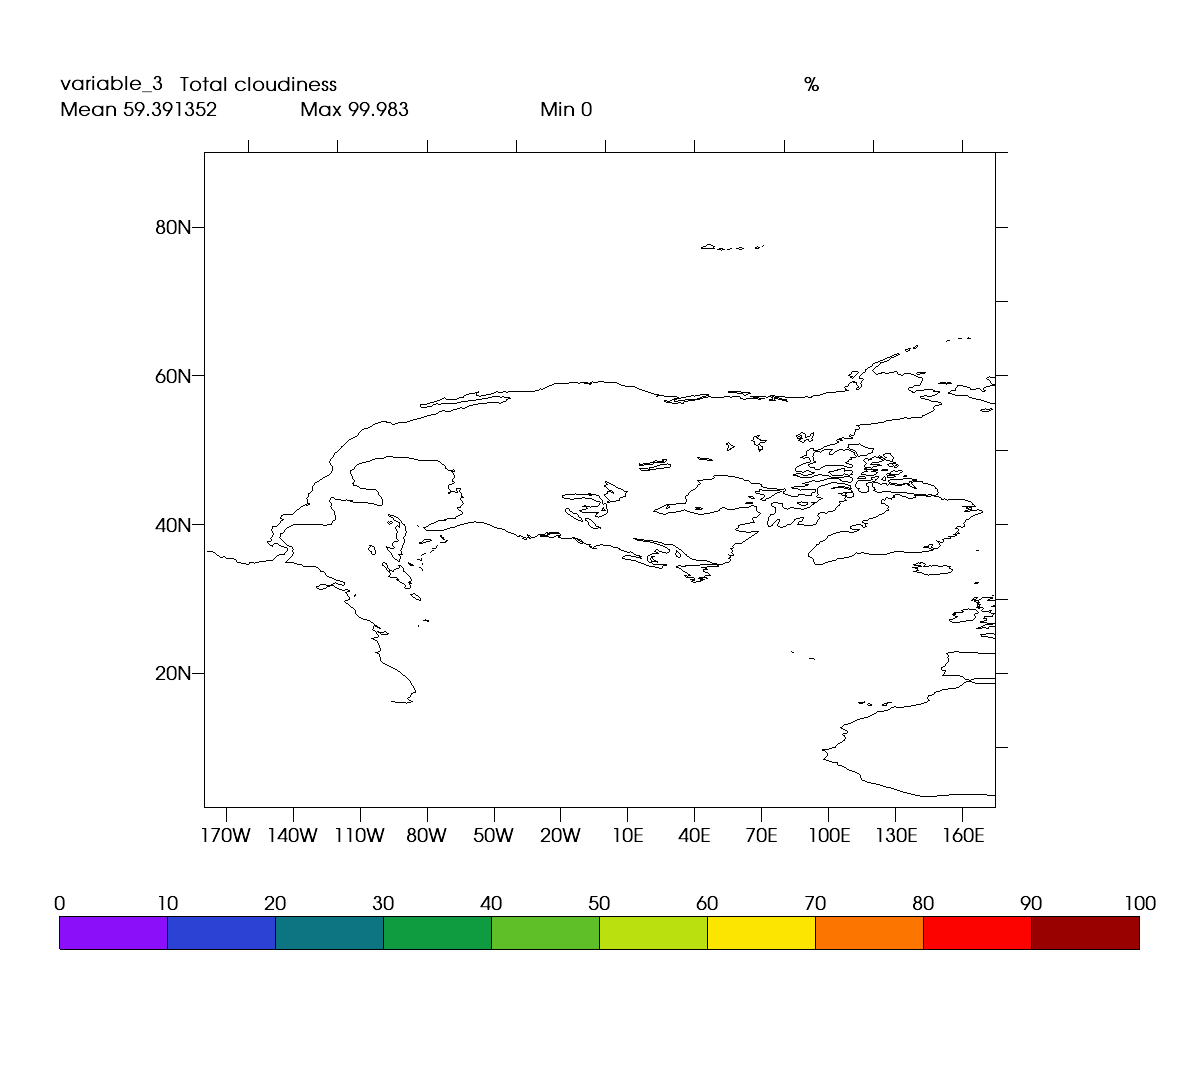 variable_3 Total cloudiness %
Mean 59.391352 Max 99.983 Min 0
80N
60N
40N
20N
170W 140W 110W 80W 50W 20W 10E 40E 70E 100E 130E 160E
0 10 20 30 40 50 60 70 80 90 100